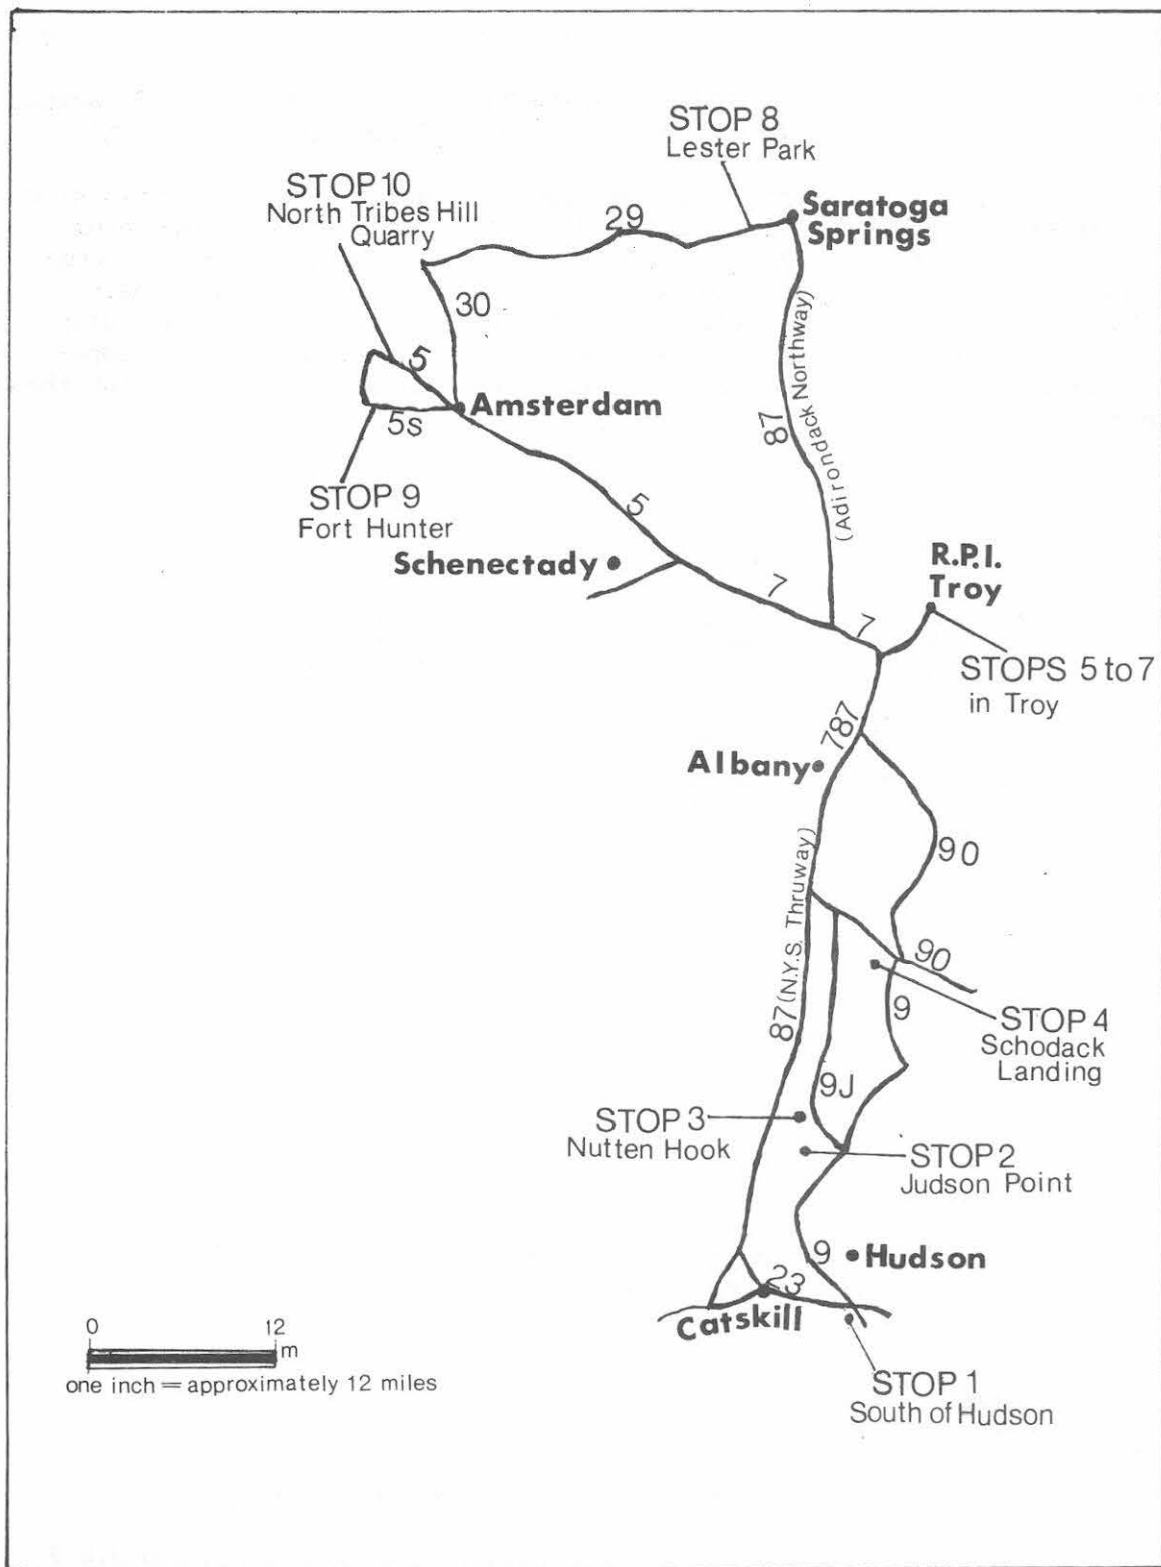 STOP 8
Lester Park
STOP 10
North Tribes Hill
Quarry
Saratoga
Springs
29
30
5
87
(Adirondack Northway)
Amsterdam
5s
STOP 9
Fort Hunter
5
Schenectady
7
R.P.I.
Troy
7
STOPS 5 to 7
in Troy
787
Albany
90
87 (N.Y.S. Thruway)
90
9
STOP 4
Schodack
Landing
9J
STOP 3
Nutten Hook
STOP 2
Judson Point
9
Hudson
23
Catskill
0 12
m
one inch = approximately 12 miles
STOP 1
South of Hudson